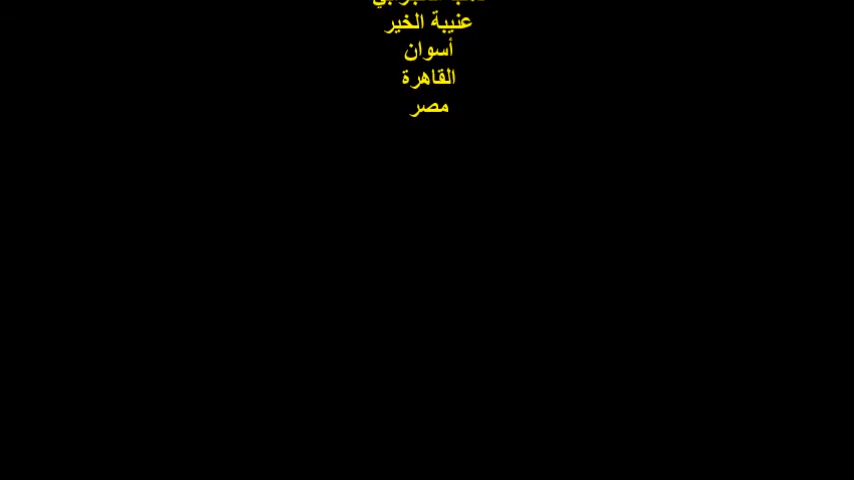 عنيبة الخير
أسوان
القاهرة
مصر